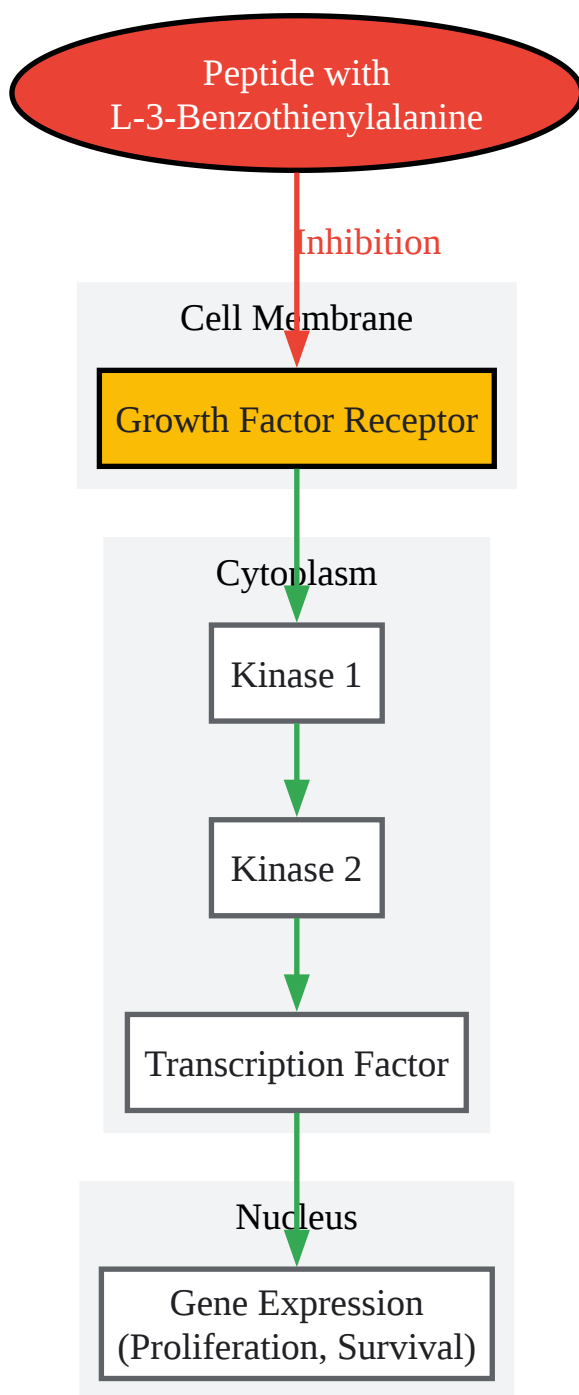 Peptide with
L-3-Benzothienylalanine
Inhibition
Cell Membrane
Growth Factor Receptor
Cytoplasm
Kinase 1
Kinase 2
Transcription Factor
Nucleus
Gene Expression
(Proliferation, Survival)